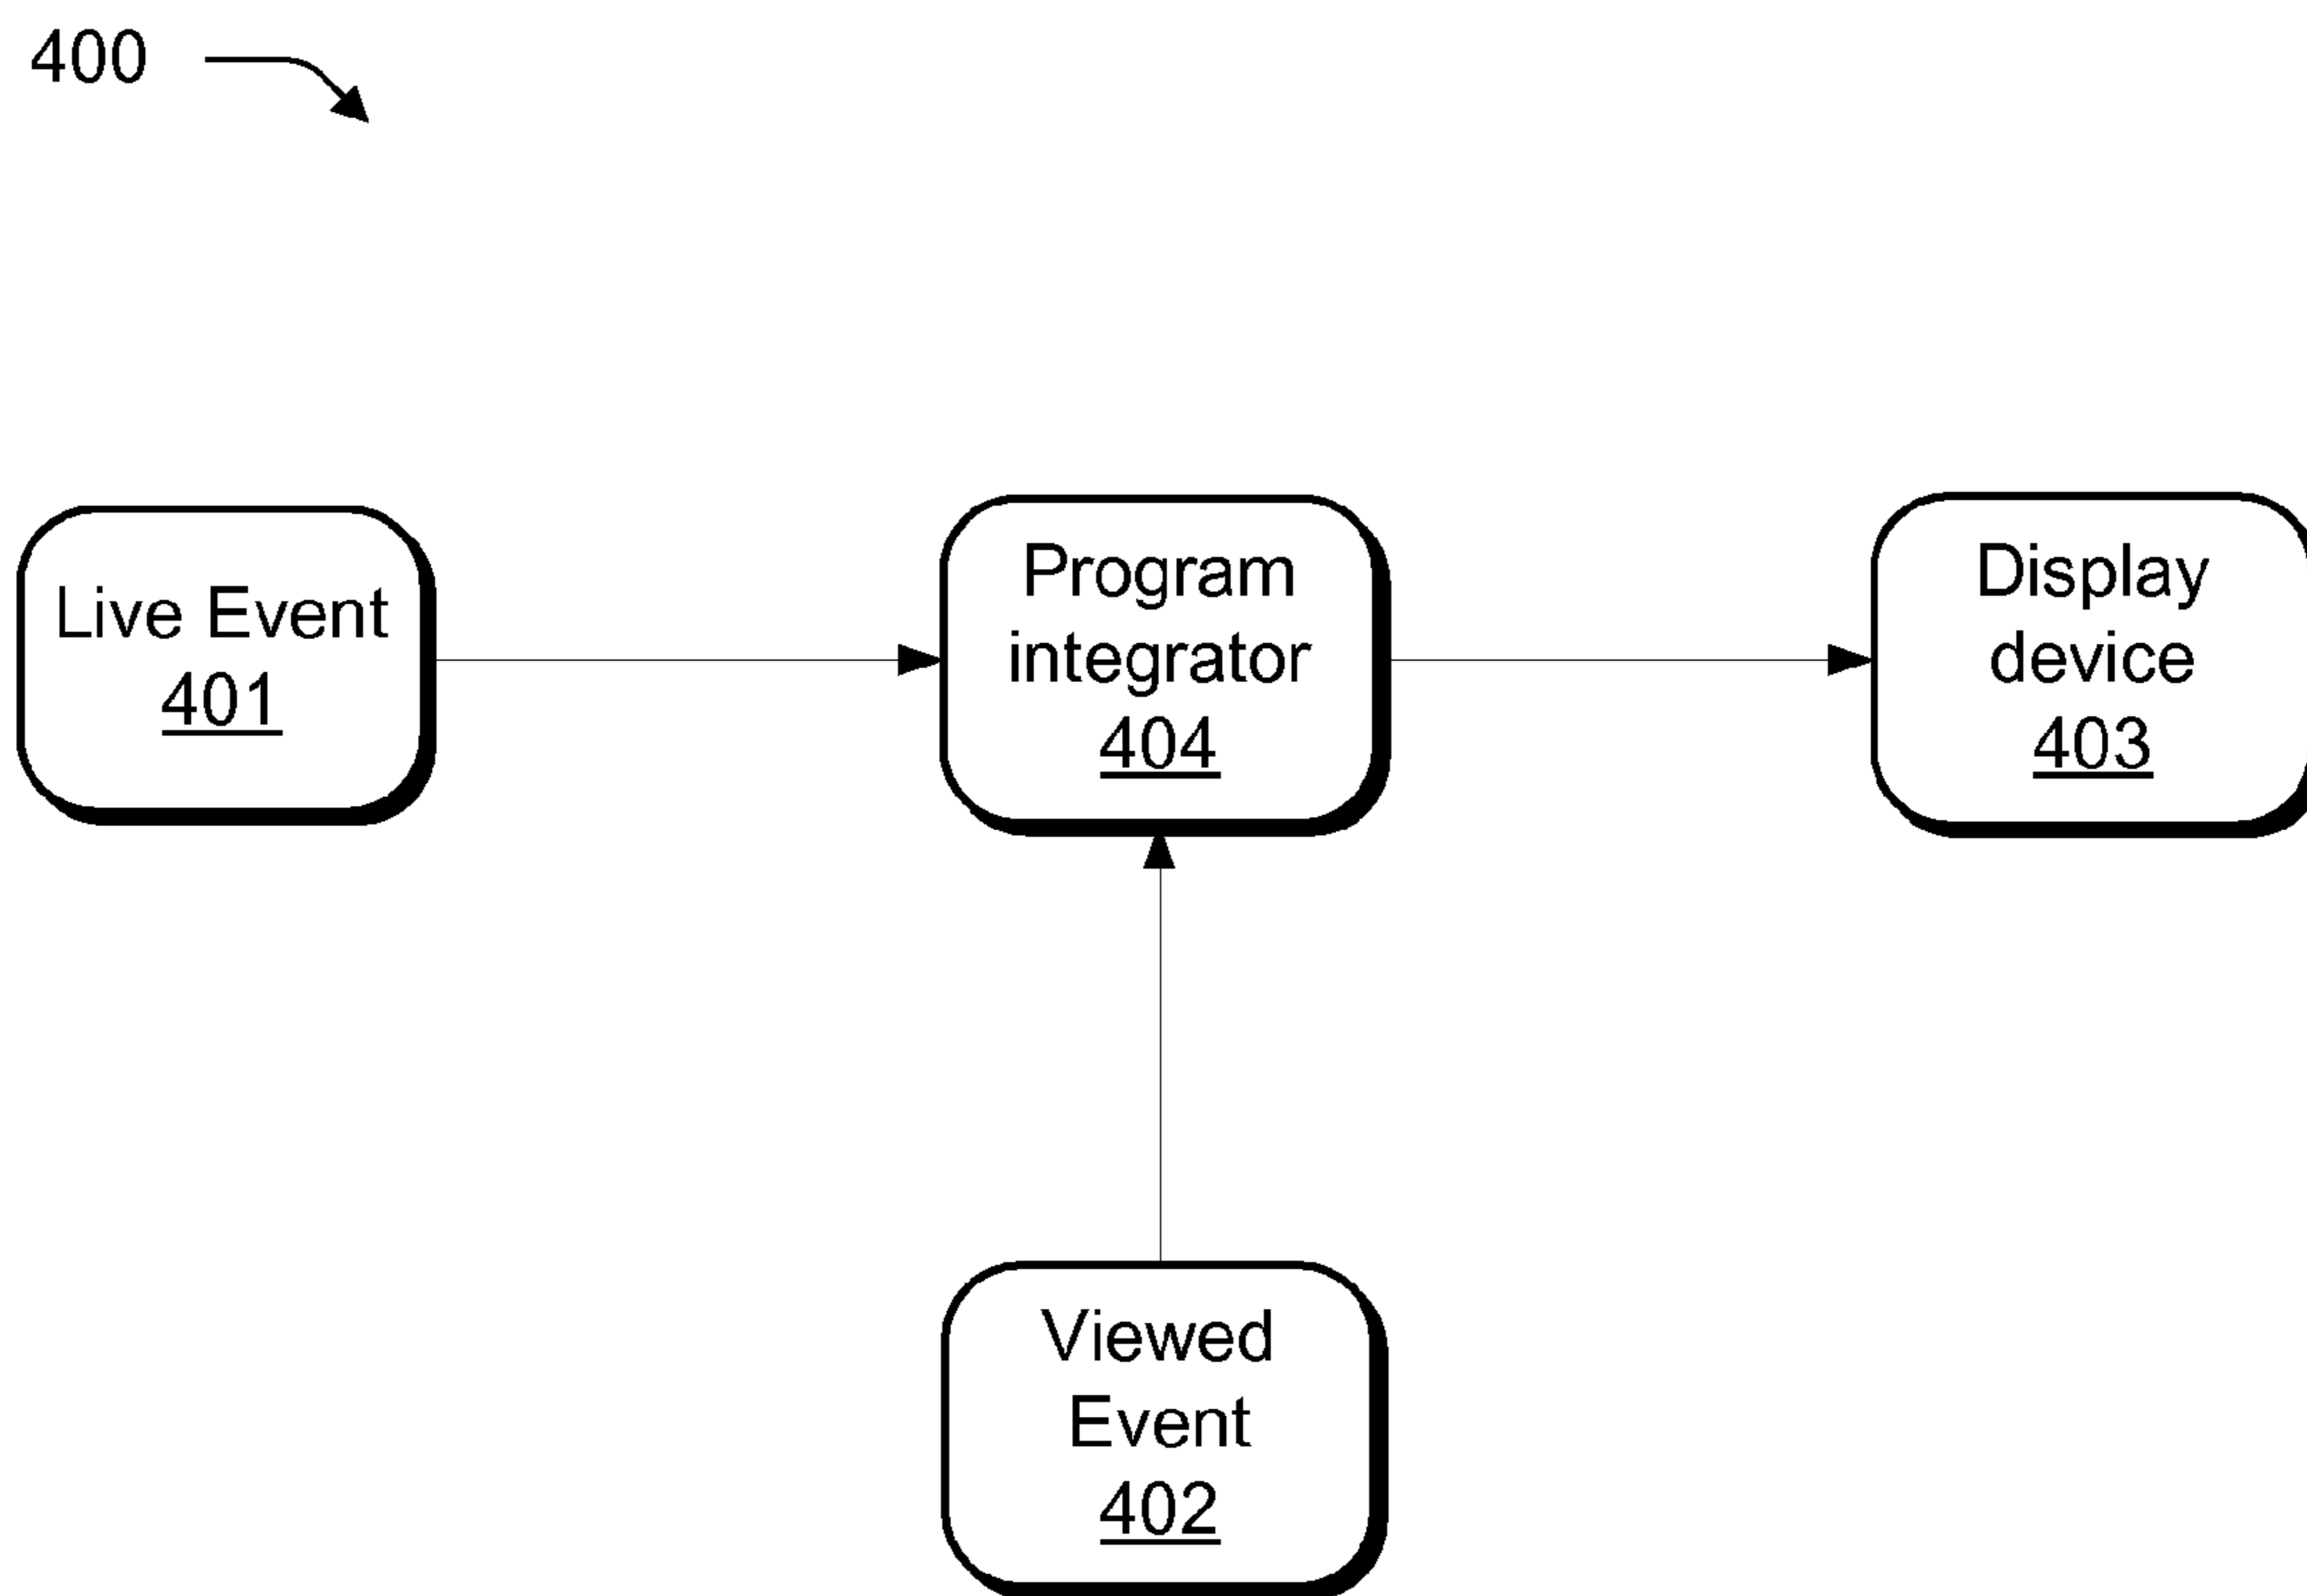 400
Live Event
401
Program
integrator
404
Display
device
403
Viewed
Event
402